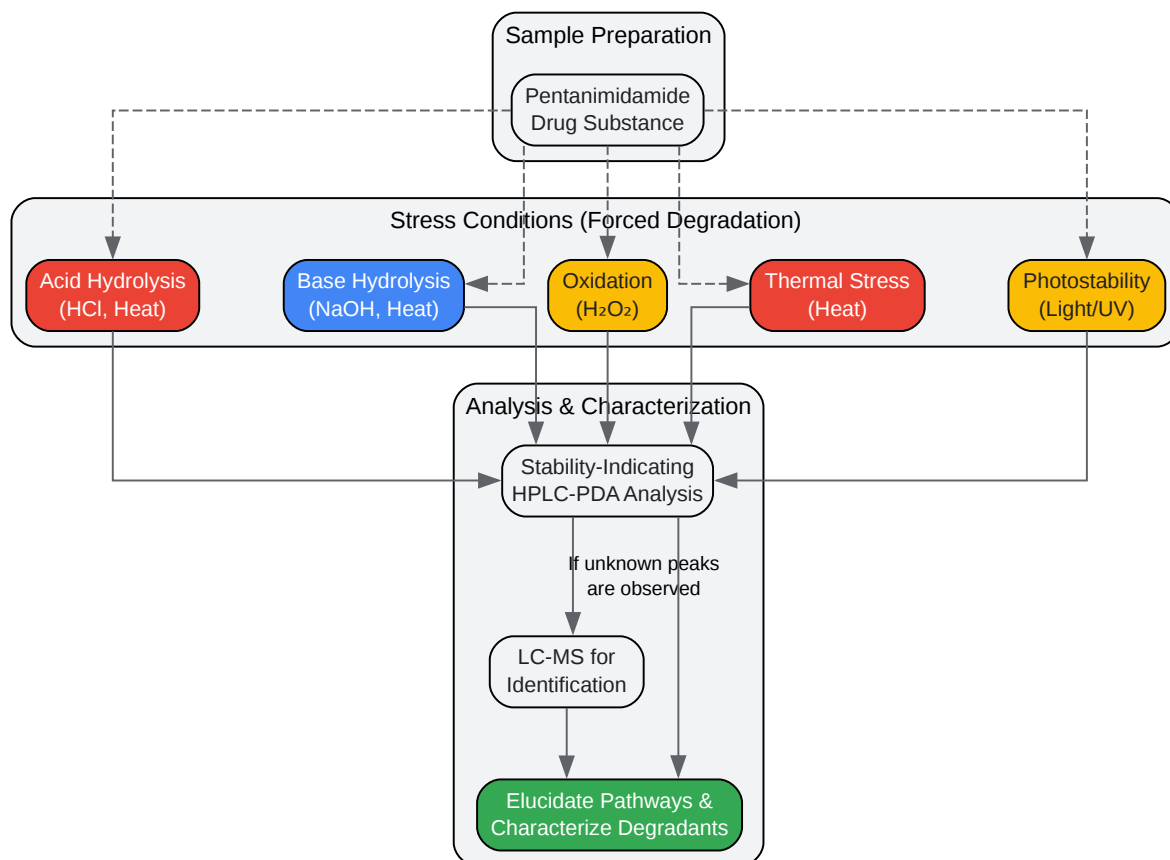 Sample Preparation
Pentanimidamide
Drug Substance
Stress Conditions (Forced Degradation)
Acid Hydrolysis
(HCl, Heat)
Base Hydrolysis
(NaOH, Heat)
Oxidation
(H₂O₂)
Thermal Stress
(Heat)
Photostability
(Light/UV)
Analysis & Characterization
Stability-Indicating
HPLC-PDA Analysis
If unknown peaks
are observed
LC-MS for
Identification
Elucidate Pathways &
Characterize Degradants